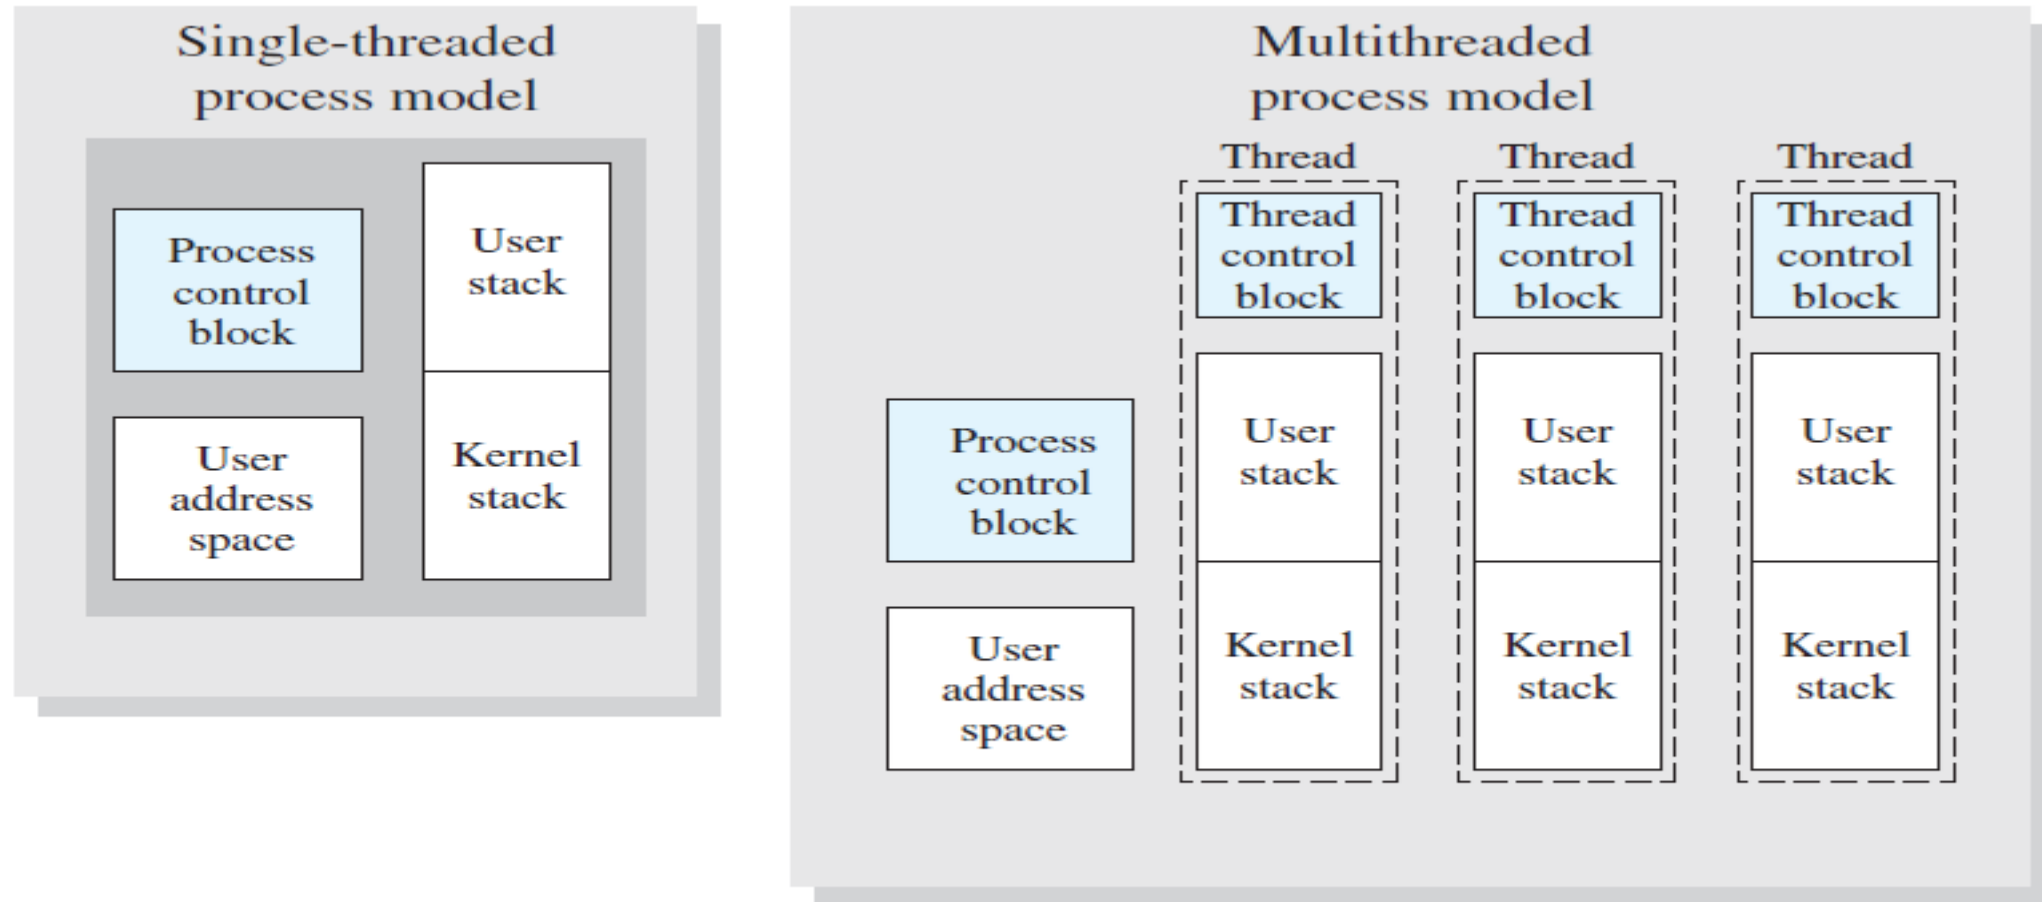 Single-threaded
process model
Process
control
block
User
stack
User
address
space
Kernel
stack
Multithreaded
process model
Process
control
block
User
address
space
Thread
Thread
control
block
User
stack
Kernel
stack
Thread
Thread
control
block
User
stack
Kernel
stack
Thread
Thread
control
block
User
stack
Kernel
stack